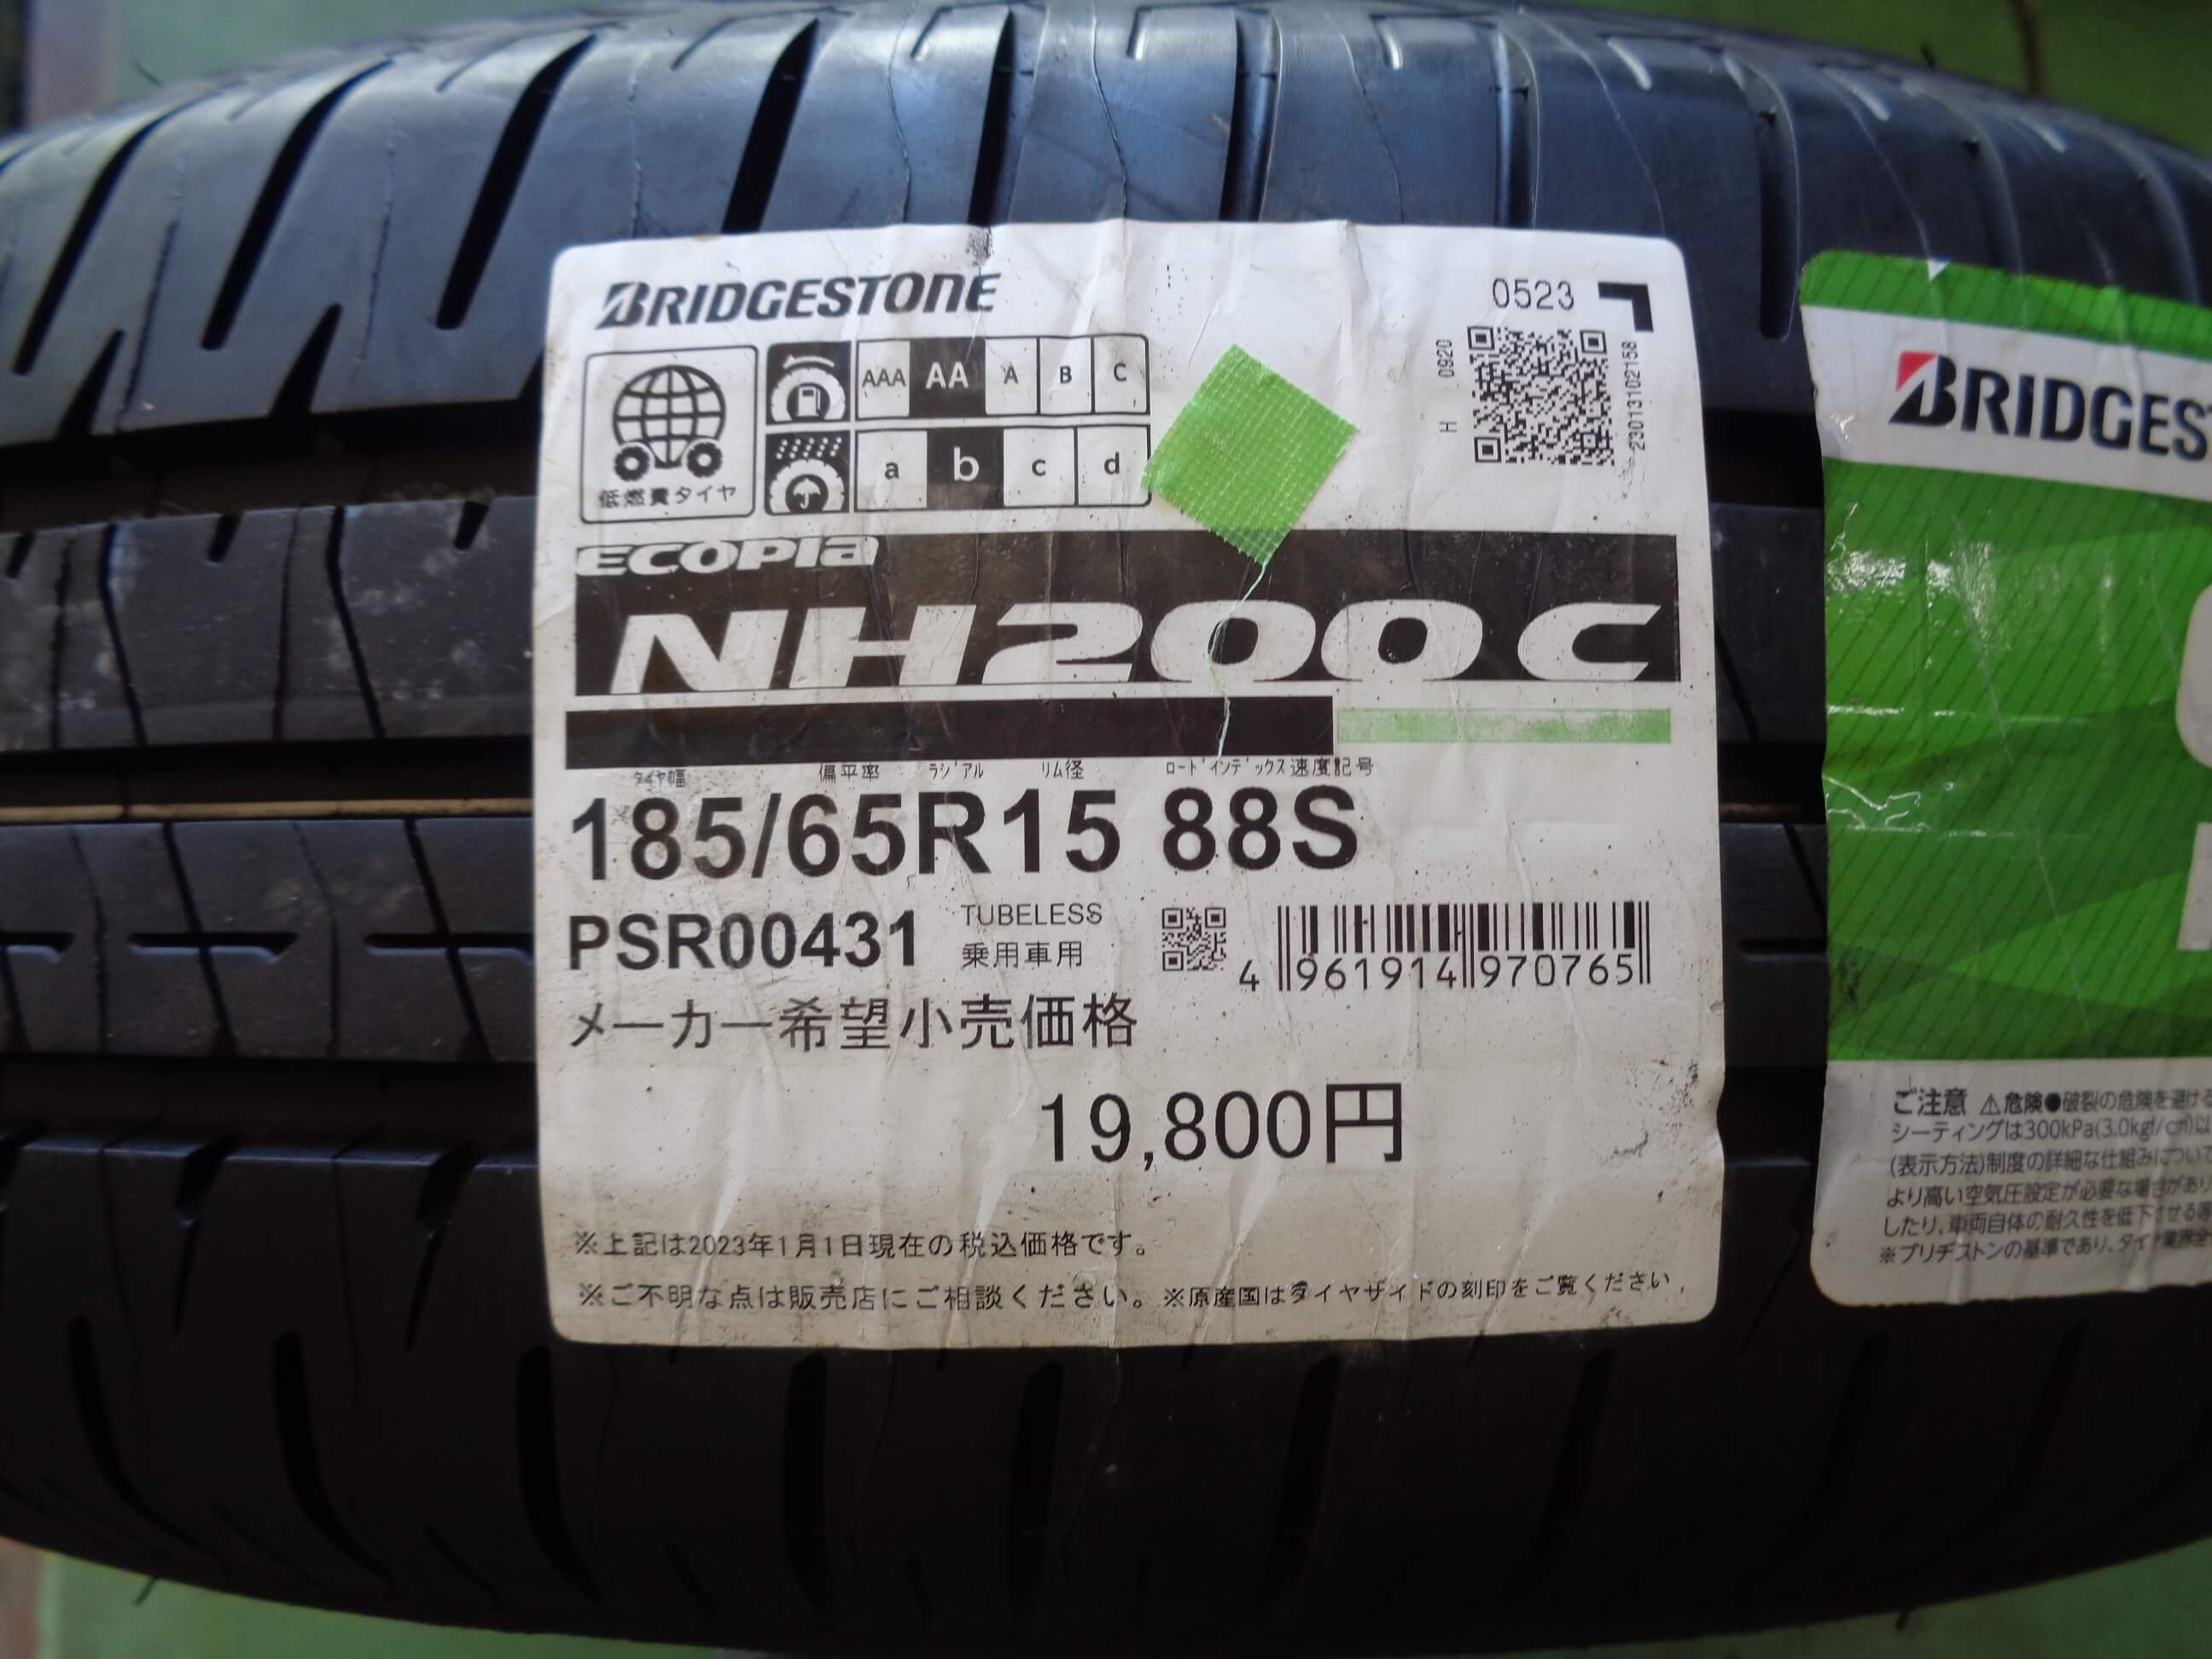 BRIDGESTONE
0523
低燃費タイヤ
AAA AA A B C
a b c d
H 0920
230131102158
ECOPIA
NH200 C
タイヤ幅 偏平率 ラジアル リム径 ロードインデックス 速度記号
185/65R15 88S
PSR00431 TUBELESS
乗用車用
4 961914 970765
メーカー希望小売価格
19,800円
※上記は2023年1月1日現在の税込価格です。
※ご不明な点は販売店にご相談ください。※原産国はタイヤサイドの刻印をご覧ください
BRIDGES
ご注意 ⚠危険●破裂の危険を避ける
シーティングは300kPa(3.0kgf/c㎡)以
(表示方法)制度の詳細な仕組みについて
より高い空気圧設定が必要な場合があり
したり、車両自体の耐久性を低下させる等
※ブリヂストンの基準であり、タイヤ業界全